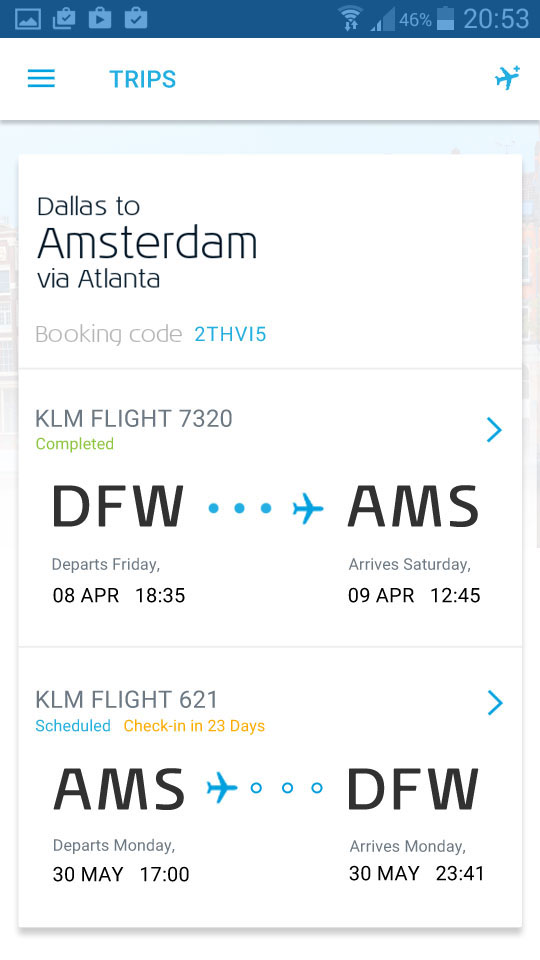 46% 20:53
TRIPS
Dallas to
Amsterdam
via Atlanta
Booking code 2THVI5
KLM FLIGHT 7320
Completed
DFW AMS
Departs Friday, Arrives Saturday,
08 APR 18:35 09 APR 12:45
KLM FLIGHT 621
Scheduled Check-in in 23 Days
AMS DFW
Departs Monday, Arrives Monday,
30 MAY 17:00 30 MAY 23:41